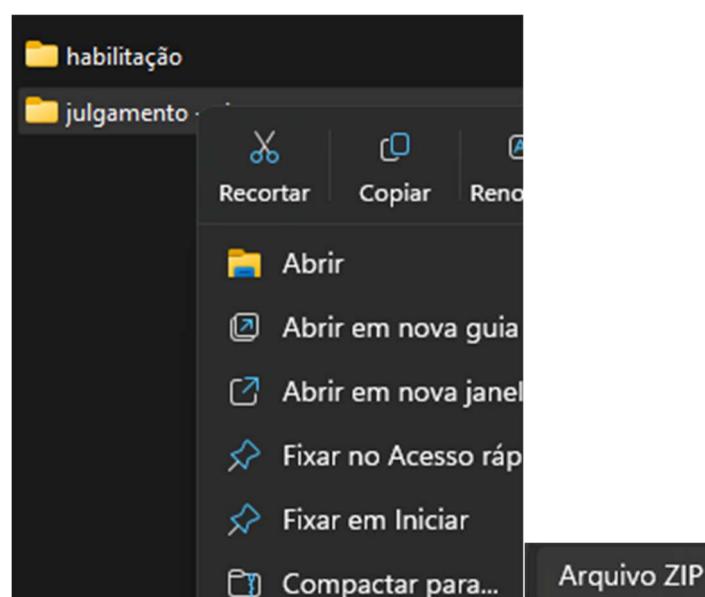 habilitação
julgamento -
Recortar
Copiar
Reno
Abrir
Abrir em nova guia
Abrir em nova janel
Fixar no Acesso ráp
Fixar em Iniciar
Compactar para...
Arquivo ZIP